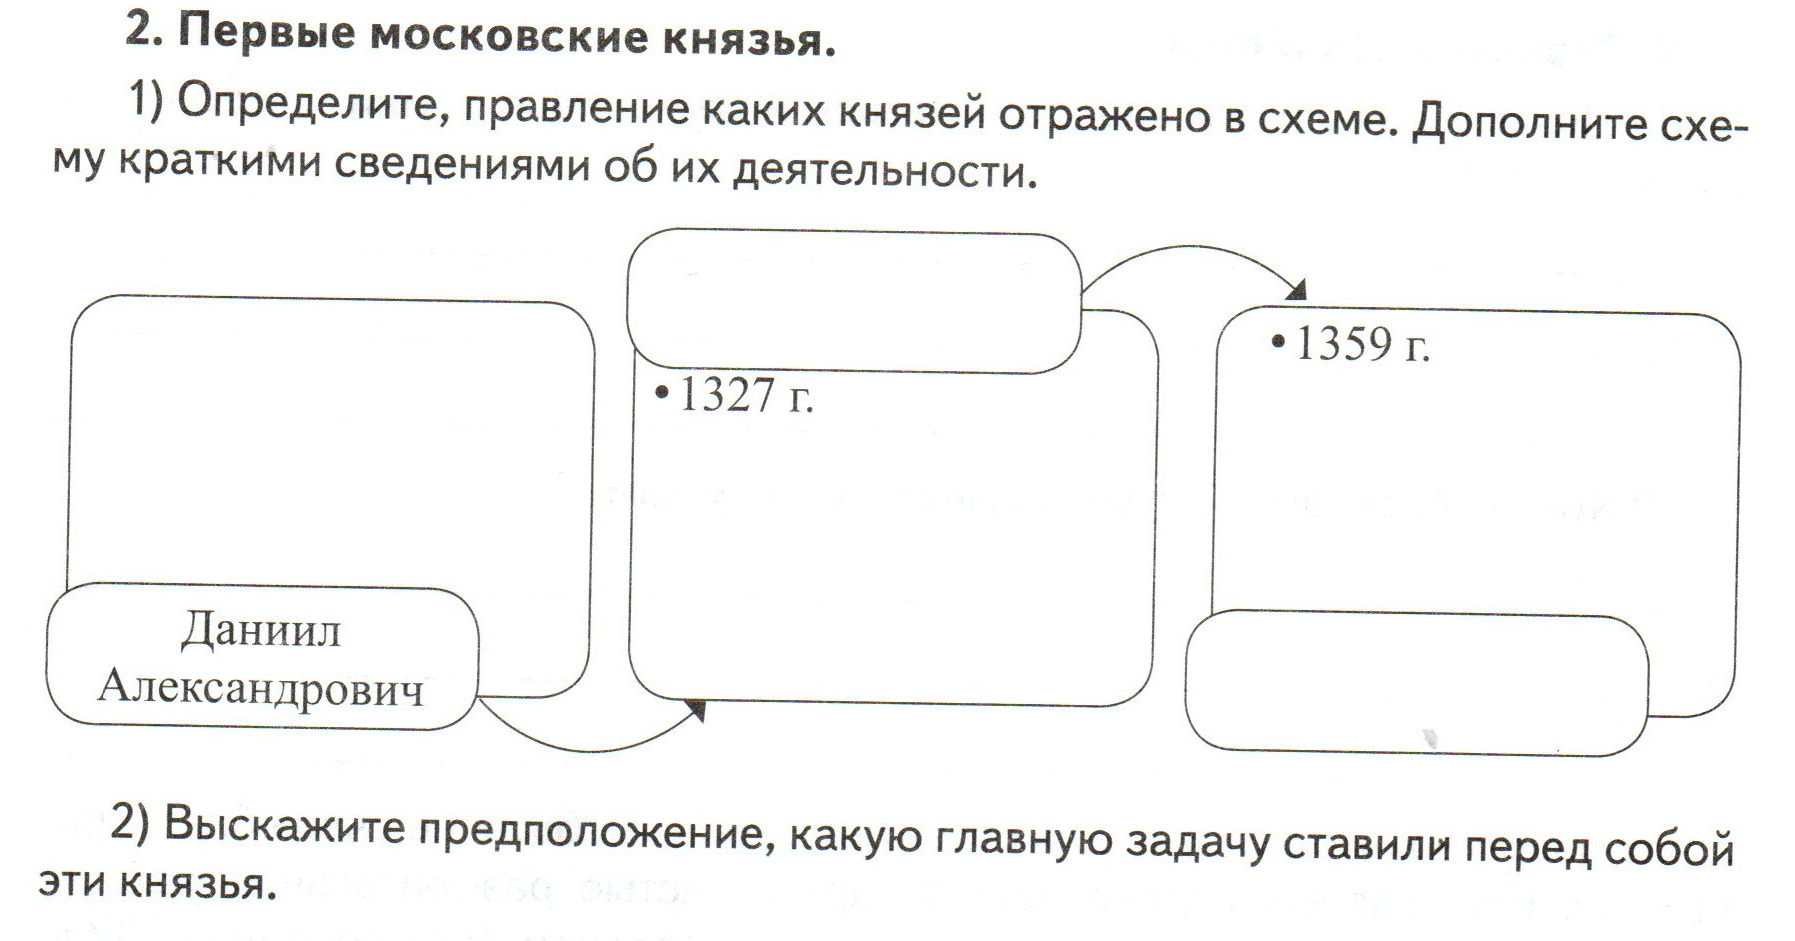 2. Первые московские князья.
1) Определите, правление каких князей отражено в схеме. Дополните схе-
му краткими сведениями об их деятельности.
• 1327 г.
• 1359 г.
Даниил
Александрович
2) Выскажите предположение, какую главную задачу ставили перед собой
эти князья.